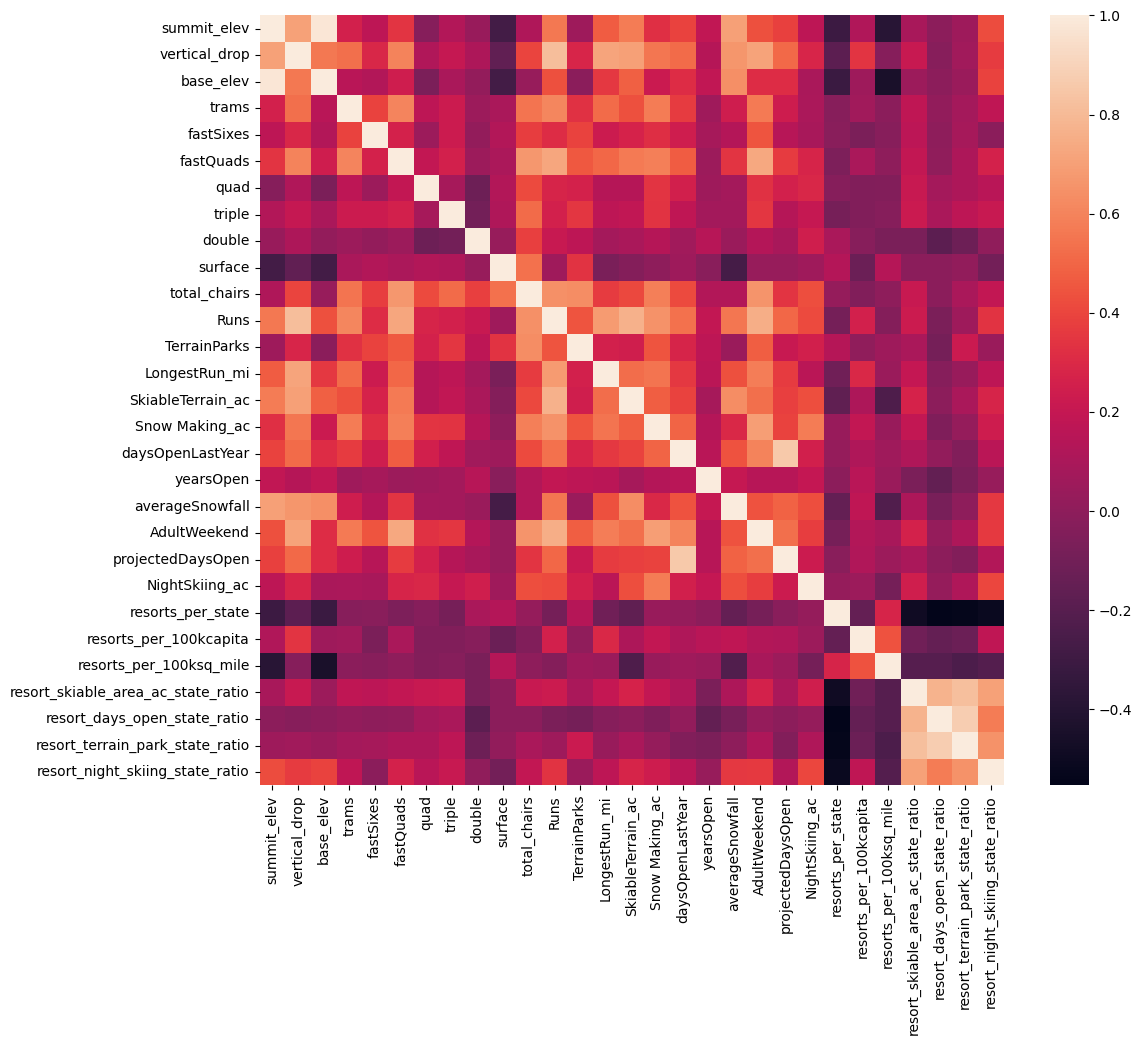 summit_elev
vertical_drop
base_elev
trams
fastSixes
fastQuads
quad
triple
double
surface
total_chairs
Runs
TerrainParks
LongestRun_mi
SkiableTerrain_ac
Snow Making_ac
daysOpenLastYear
yearsOpen
averageSnowfall
AdultWeekend
projectedDaysOpen
NightSkiing_ac
resorts_per_state
resorts_per_100kcapita
resorts_per_100ksq_mile
resort_skiable_area_ac_state_ratio
resort_days_open_state_ratio
resort_terrain_park_state_ratio
resort_night_skiing_state_ratio
summit_elev
vertical_drop
base_elev
trams
fastSixes
fastQuads
quad
triple
double
surface
total_chairs
Runs
TerrainParks
LongestRun_mi
SkiableTerrain_ac
Snow Making_ac
daysOpenLastYear
yearsOpen
averageSnowfall
AdultWeekend
projectedDaysOpen
NightSkiing_ac
resorts_per_state
resorts_per_100kcapita
resorts_per_100ksq_mile
resort_skiable_area_ac_state_ratio
resort_days_open_state_ratio
resort_terrain_park_state_ratio
resort_night_skiing_state_ratio
1.0
0.8
0.6
0.4
0.2
0.0
−0.2
−0.4